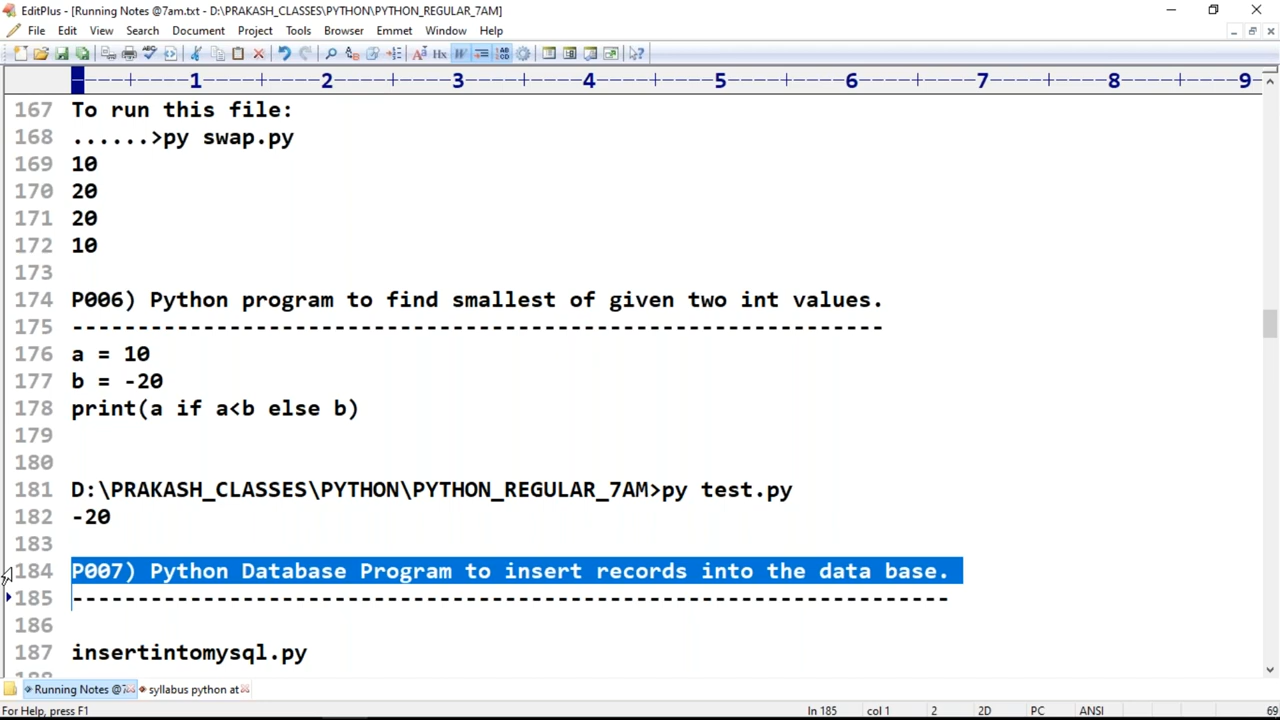 EditPlus - [Running Notes @7am.txt - D:\PRAKASH_CLASSES\PYTHON\PYTHON_REGULAR_7AM]
File Edit View Search Document Project Tools Browser Emmet Window Help
1 2 3 4 5 6 7 8 9
167 To run this file:
168 ......>py swap.py
169 10
170 20
171 20
172 10
173
174 P006) Python program to find smallest of given two int values.
175 --------------------------------------------------------------
176 a = 10
177 b = -20
178 print(a if a<b else b)
179
180
181 D:\PRAKASH_CLASSES\PYTHON\PYTHON_REGULAR_7AM>py test.py
182 -20
183
184 P007) Python Database Program to insert records into the data base.
185 -------------------------------------------------------------------
186
187 insertintomysql.py
Running Notes @7 syllabus python at
For Help, press F1 ln 185 col 1 2 2D PC ANSI 69